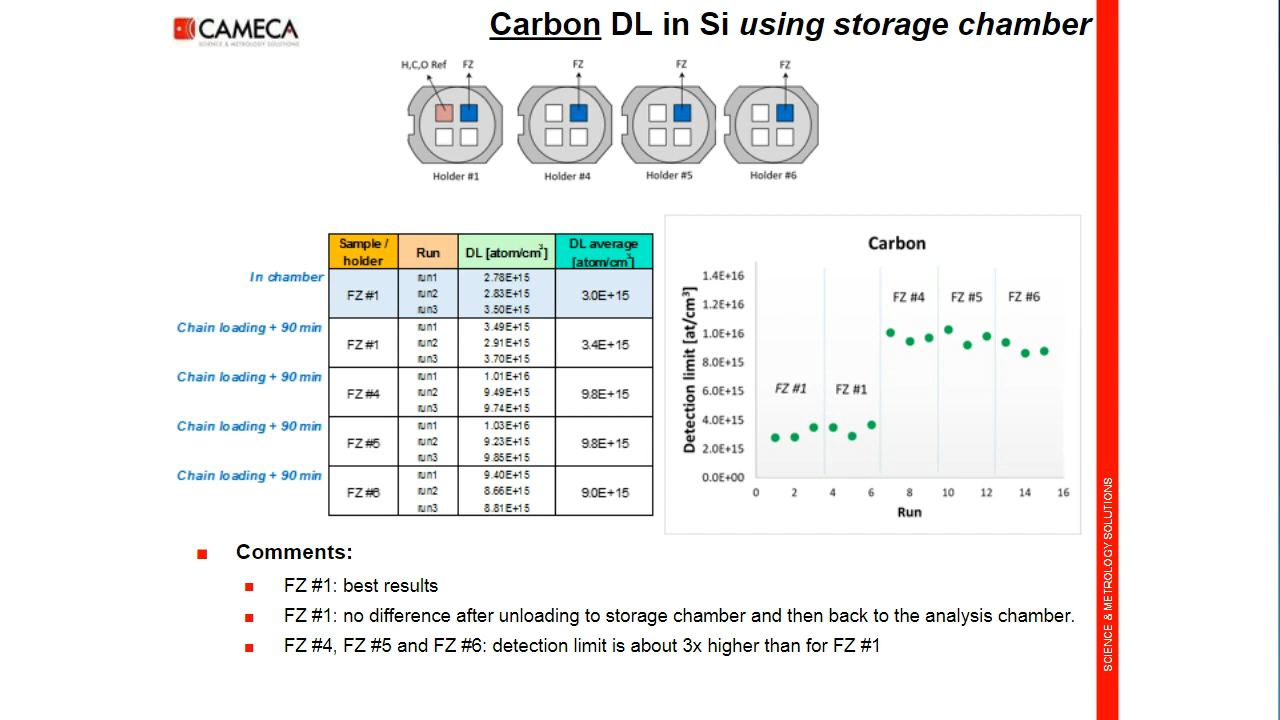 CAMECA
SCIENCE & METROLOGY SOLUTIONS
Carbon DL in Si using storage chamber
H,C,O Ref FZ FZ FZ FZ
Holder #1 Holder #4 Holder #5 Holder #6
Sample / holder Run DL [atom/cm3] DL average [atom/cm3]
In chamber FZ #1 run1 2.78E+15 3.0E+15
run2 2.83E+15
run3 3.50E+15
Chain loading + 90 min FZ #1 run1 3.49E+15 3.4E+15
run2 2.91E+15
run3 3.70E+15
Chain loading + 90 min FZ #4 run1 1.01E+16 9.8E+15
run2 9.49E+15
run3 9.74E+15
Chain loading + 90 min FZ #5 run1 1.03E+16 9.8E+15
run2 9.23E+15
run3 9.85E+15
Chain loading + 90 min FZ #6 run1 9.40E+15 9.0E+15
run2 8.66E+15
run3 8.81E+15
Carbon
Detection limit [at/cm3]
1.4E+16
1.2E+16
1.0E+16
8.0E+15
6.0E+15
4.0E+15
2.0E+15
0.0E+00
FZ #4 FZ #5 FZ #6
FZ #1 FZ #1
0 2 4 6 8 10 12 14 16
Run
Comments:
FZ #1: best results
FZ #1: no difference after unloading to storage chamber and then back to the analysis chamber.
FZ #4, FZ #5 and FZ #6: detection limit is about 3x higher than for FZ #1
SCIENCE & METROLOGY SOLUTIONS